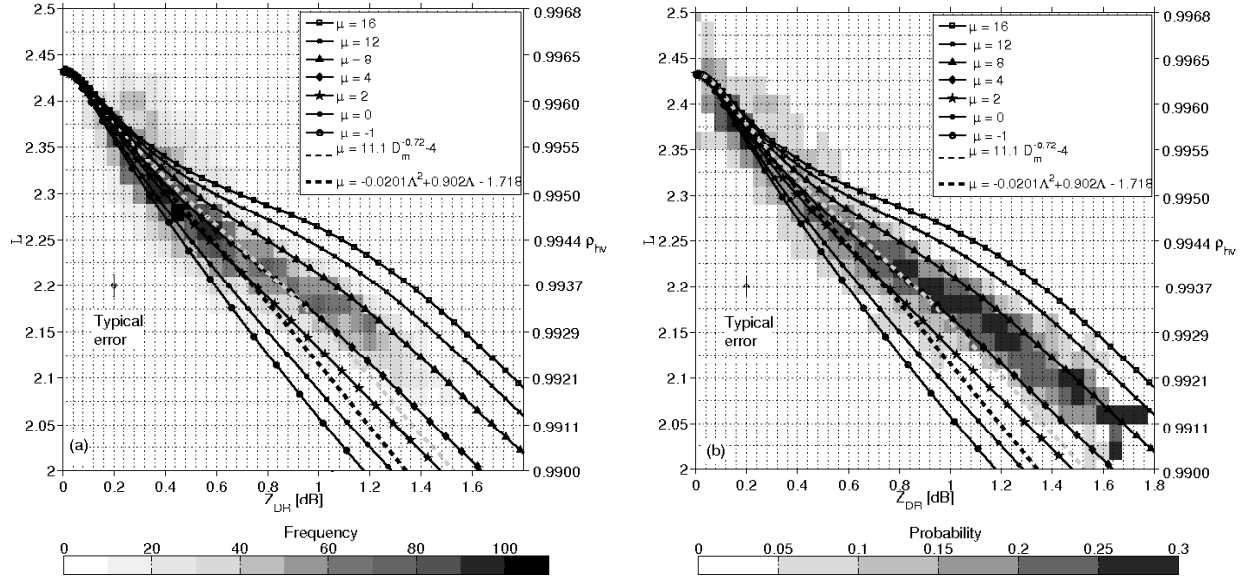 2.5
2.45
2.4
2.35
2.3
2.25
2.2
2.15
2.1
2.05
2
L
0 0.2 0.4 0.6 0.8 1 1.2 1.4 1.6
Z_DR [dB]
0.9968
0.9965
0.9963
0.9960
0.9955
0.9950
0.9944
0.9937
0.9929
0.9921
0.9911
0.9900
ρ_hv
μ = 16
μ = 12
μ − 8
μ = 4
μ = 2
μ = 0
μ = -1
μ = 11.1 D_m^-0.72-4
μ = -0.0201Λ^2+0.902Λ - 1.718
Typical
error
(a)
Frequency
0 20 40 60 80 100
2.5
2.45
2.4
2.35
2.3
2.25
2.2
2.15
2.1
2.05
2
L
0 0.2 0.4 0.6 0.8 1 1.2 1.4 1.6 1.8
Z_DR [dB]
0.9968
0.9965
0.9963
0.9960
0.9955
0.9950
0.9944
0.9937
0.9929
0.9921
0.9911
0.9900
ρ_hv
μ = 16
μ = 12
μ = 8
μ = 4
μ = 2
μ = 0
μ = -1
μ = 11.1 D_m^-0.72-4
μ = -0.0201Λ^2+0.902Λ - 1.718
Typical
error
(b)
Probability
0 0.05 0.1 0.15 0.2 0.25 0.3